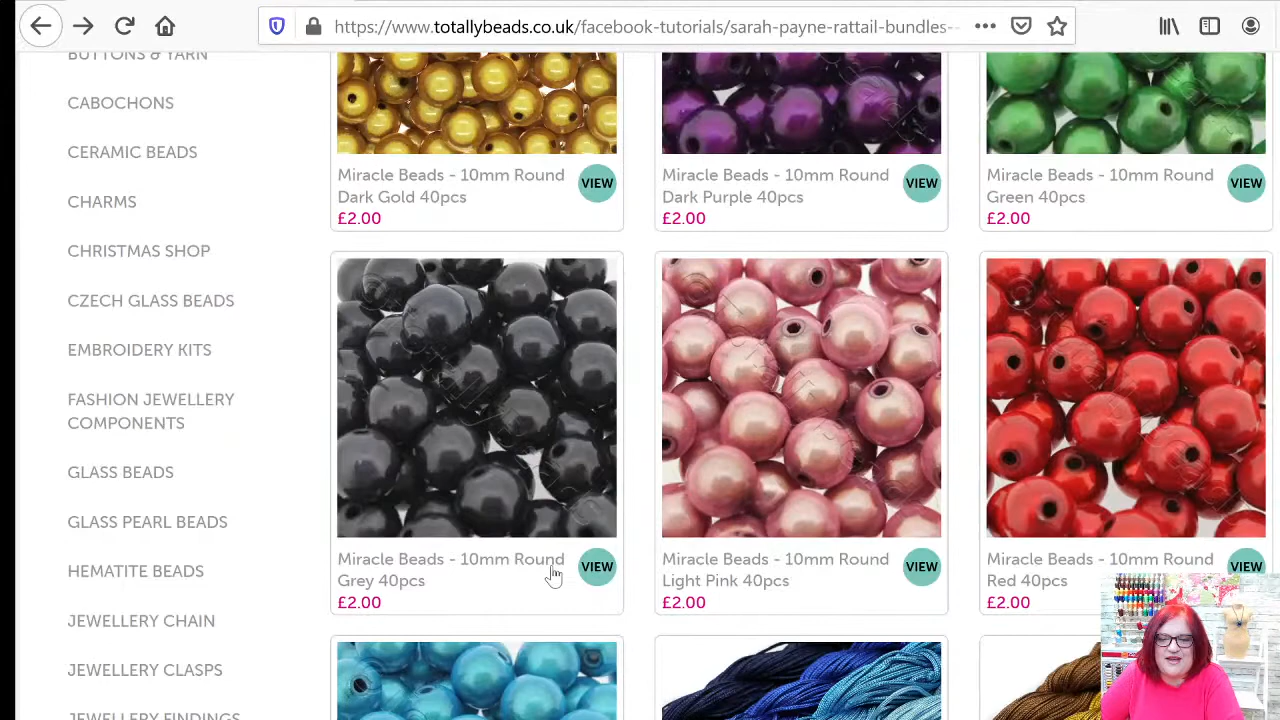 https://www.totallybeads.co.uk/facebook-tutorials/sarah-payne-rattail-bundles-
BUTTONS & YARN
CABOCHONS
CERAMIC BEADS
CHARMS
CHRISTMAS SHOP
CZECH GLASS BEADS
EMBROIDERY KITS
FASHION JEWELLERY
COMPONENTS
GLASS BEADS
GLASS PEARL BEADS
HEMATITE BEADS
JEWELLERY CHAIN
JEWELLERY CLASPS
JEWELLERY FINDINGS
Miracle Beads - 10mm Round
Dark Gold 40pcs
£2.00
VIEW
Miracle Beads - 10mm Round
Dark Purple 40pcs
£2.00
VIEW
Miracle Beads - 10mm Round
Green 40pcs
£2.00
VIEW
Miracle Beads - 10mm Round
Grey 40pcs
£2.00
VIEW
Miracle Beads - 10mm Round
Light Pink 40pcs
£2.00
VIEW
Miracle Beads - 10mm Round
Red 40pcs
£2.00
VIEW